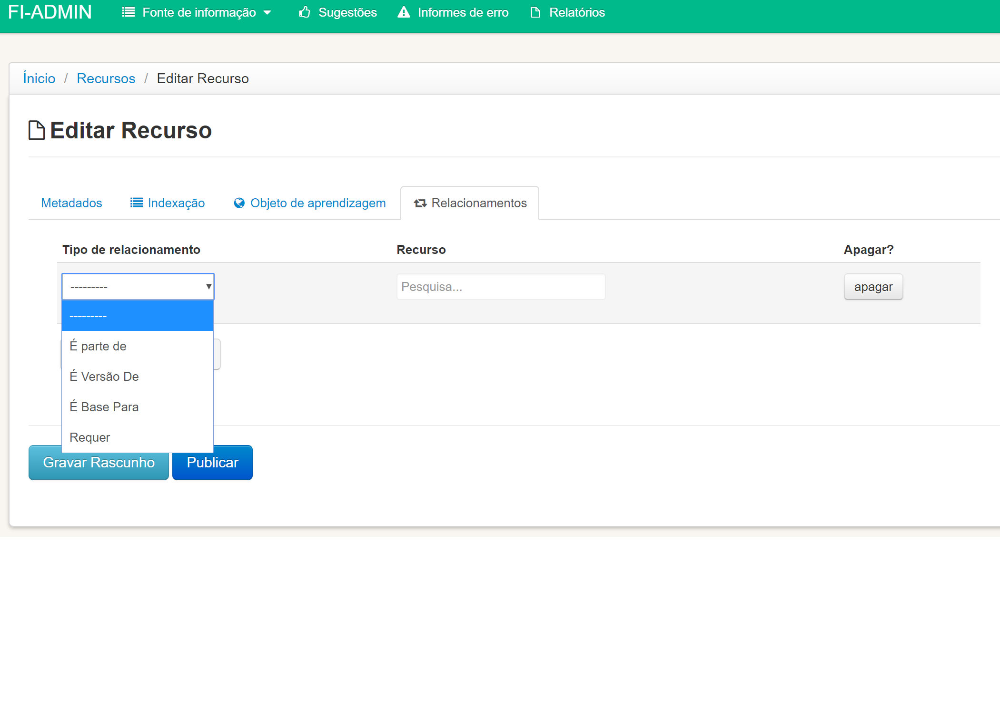 FI-ADMIN Fonte de informação Sugestões Informes de erro Relatórios
Ínicio / Recursos / Editar Recurso
Editar Recurso
Metadados Indexação Objeto de aprendizagem Relacionamentos
Tipo de relacionamento Recurso Apagar?
--------- Pesquisa... apagar
---------
É parte de
É Versão De
É Base Para
Requer
Gravar Rascunho Publicar